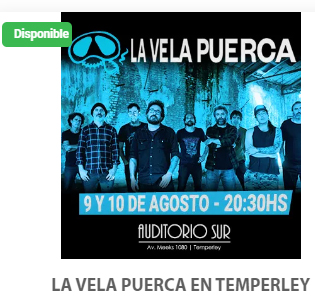 Disponible
LA VELA PUERCA
9 Y 10 DE AGOSTO - 20:30HS
AUDITORIO SUR
Av. Meeks 1080 | Temperley
LA VELA PUERCA EN TEMPERLEY